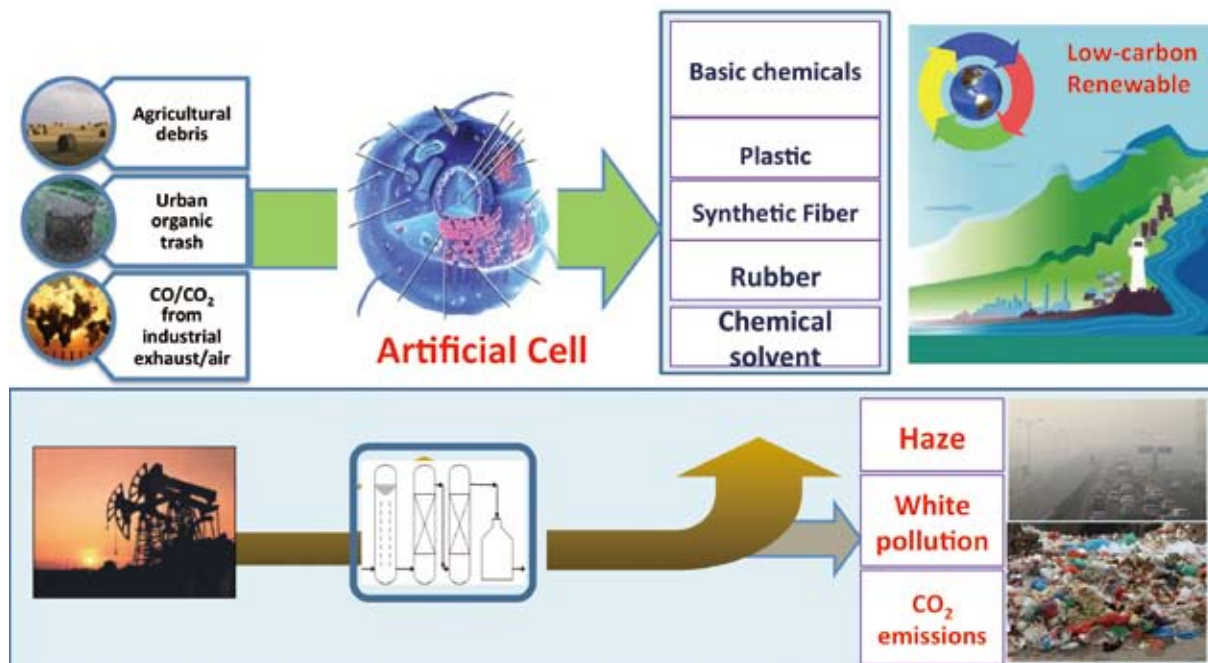 Agricultural
debris
Urban
organic
trash
CO/CO₂
from
industrial
exhaust/air
Artificial Cell
Basic chemicals
Plastic
Synthetic Fiber
Rubber
Chemical
solvent
Low-carbon
Renewable
Haze
White
pollution
CO₂
emissions